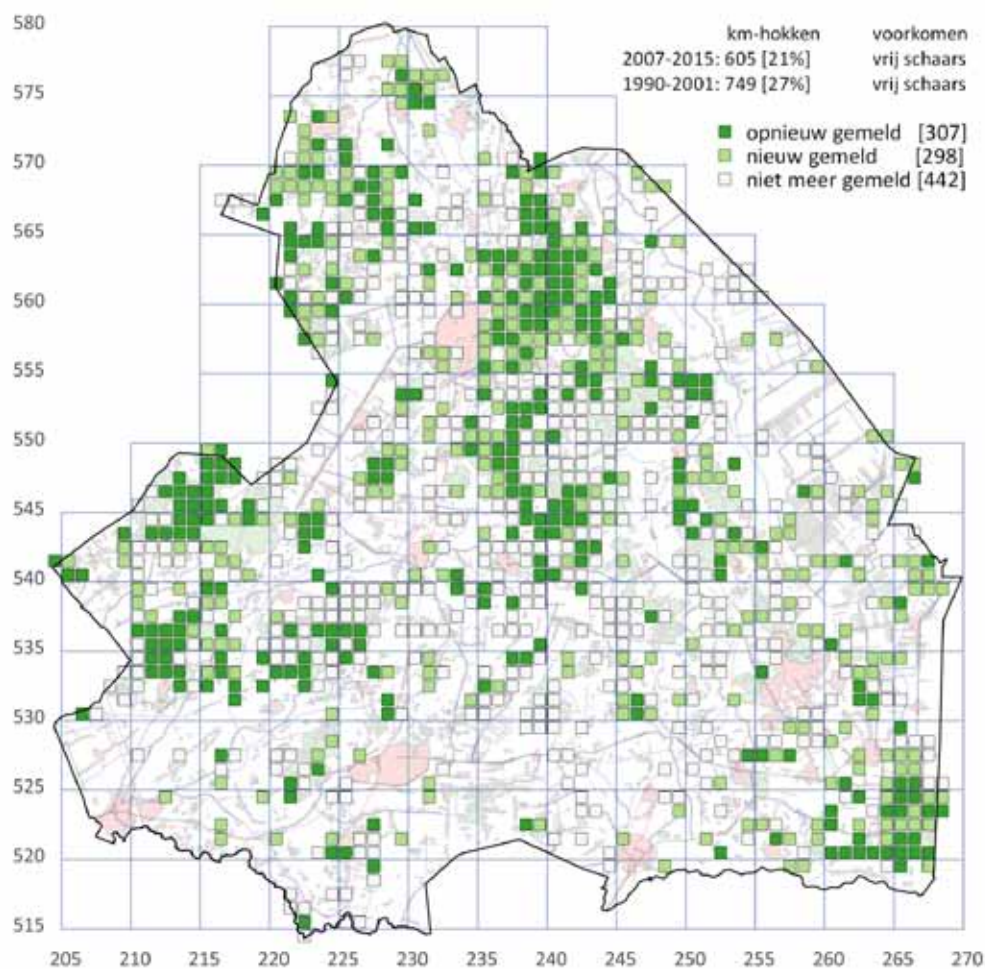 km-hokken voorkomen
2007-2015: 605 [21%] vrij schaars
1990-2001: 749 [27%] vrij schaars
opnieuw gemeld [307]
nieuw gemeld [298]
niet meer gemeld [442]
580
575
570
565
560
555
550
545
540
535
530
525
520
515
205 210 215 220 225 230 235 240 245 250 255 260 265 270